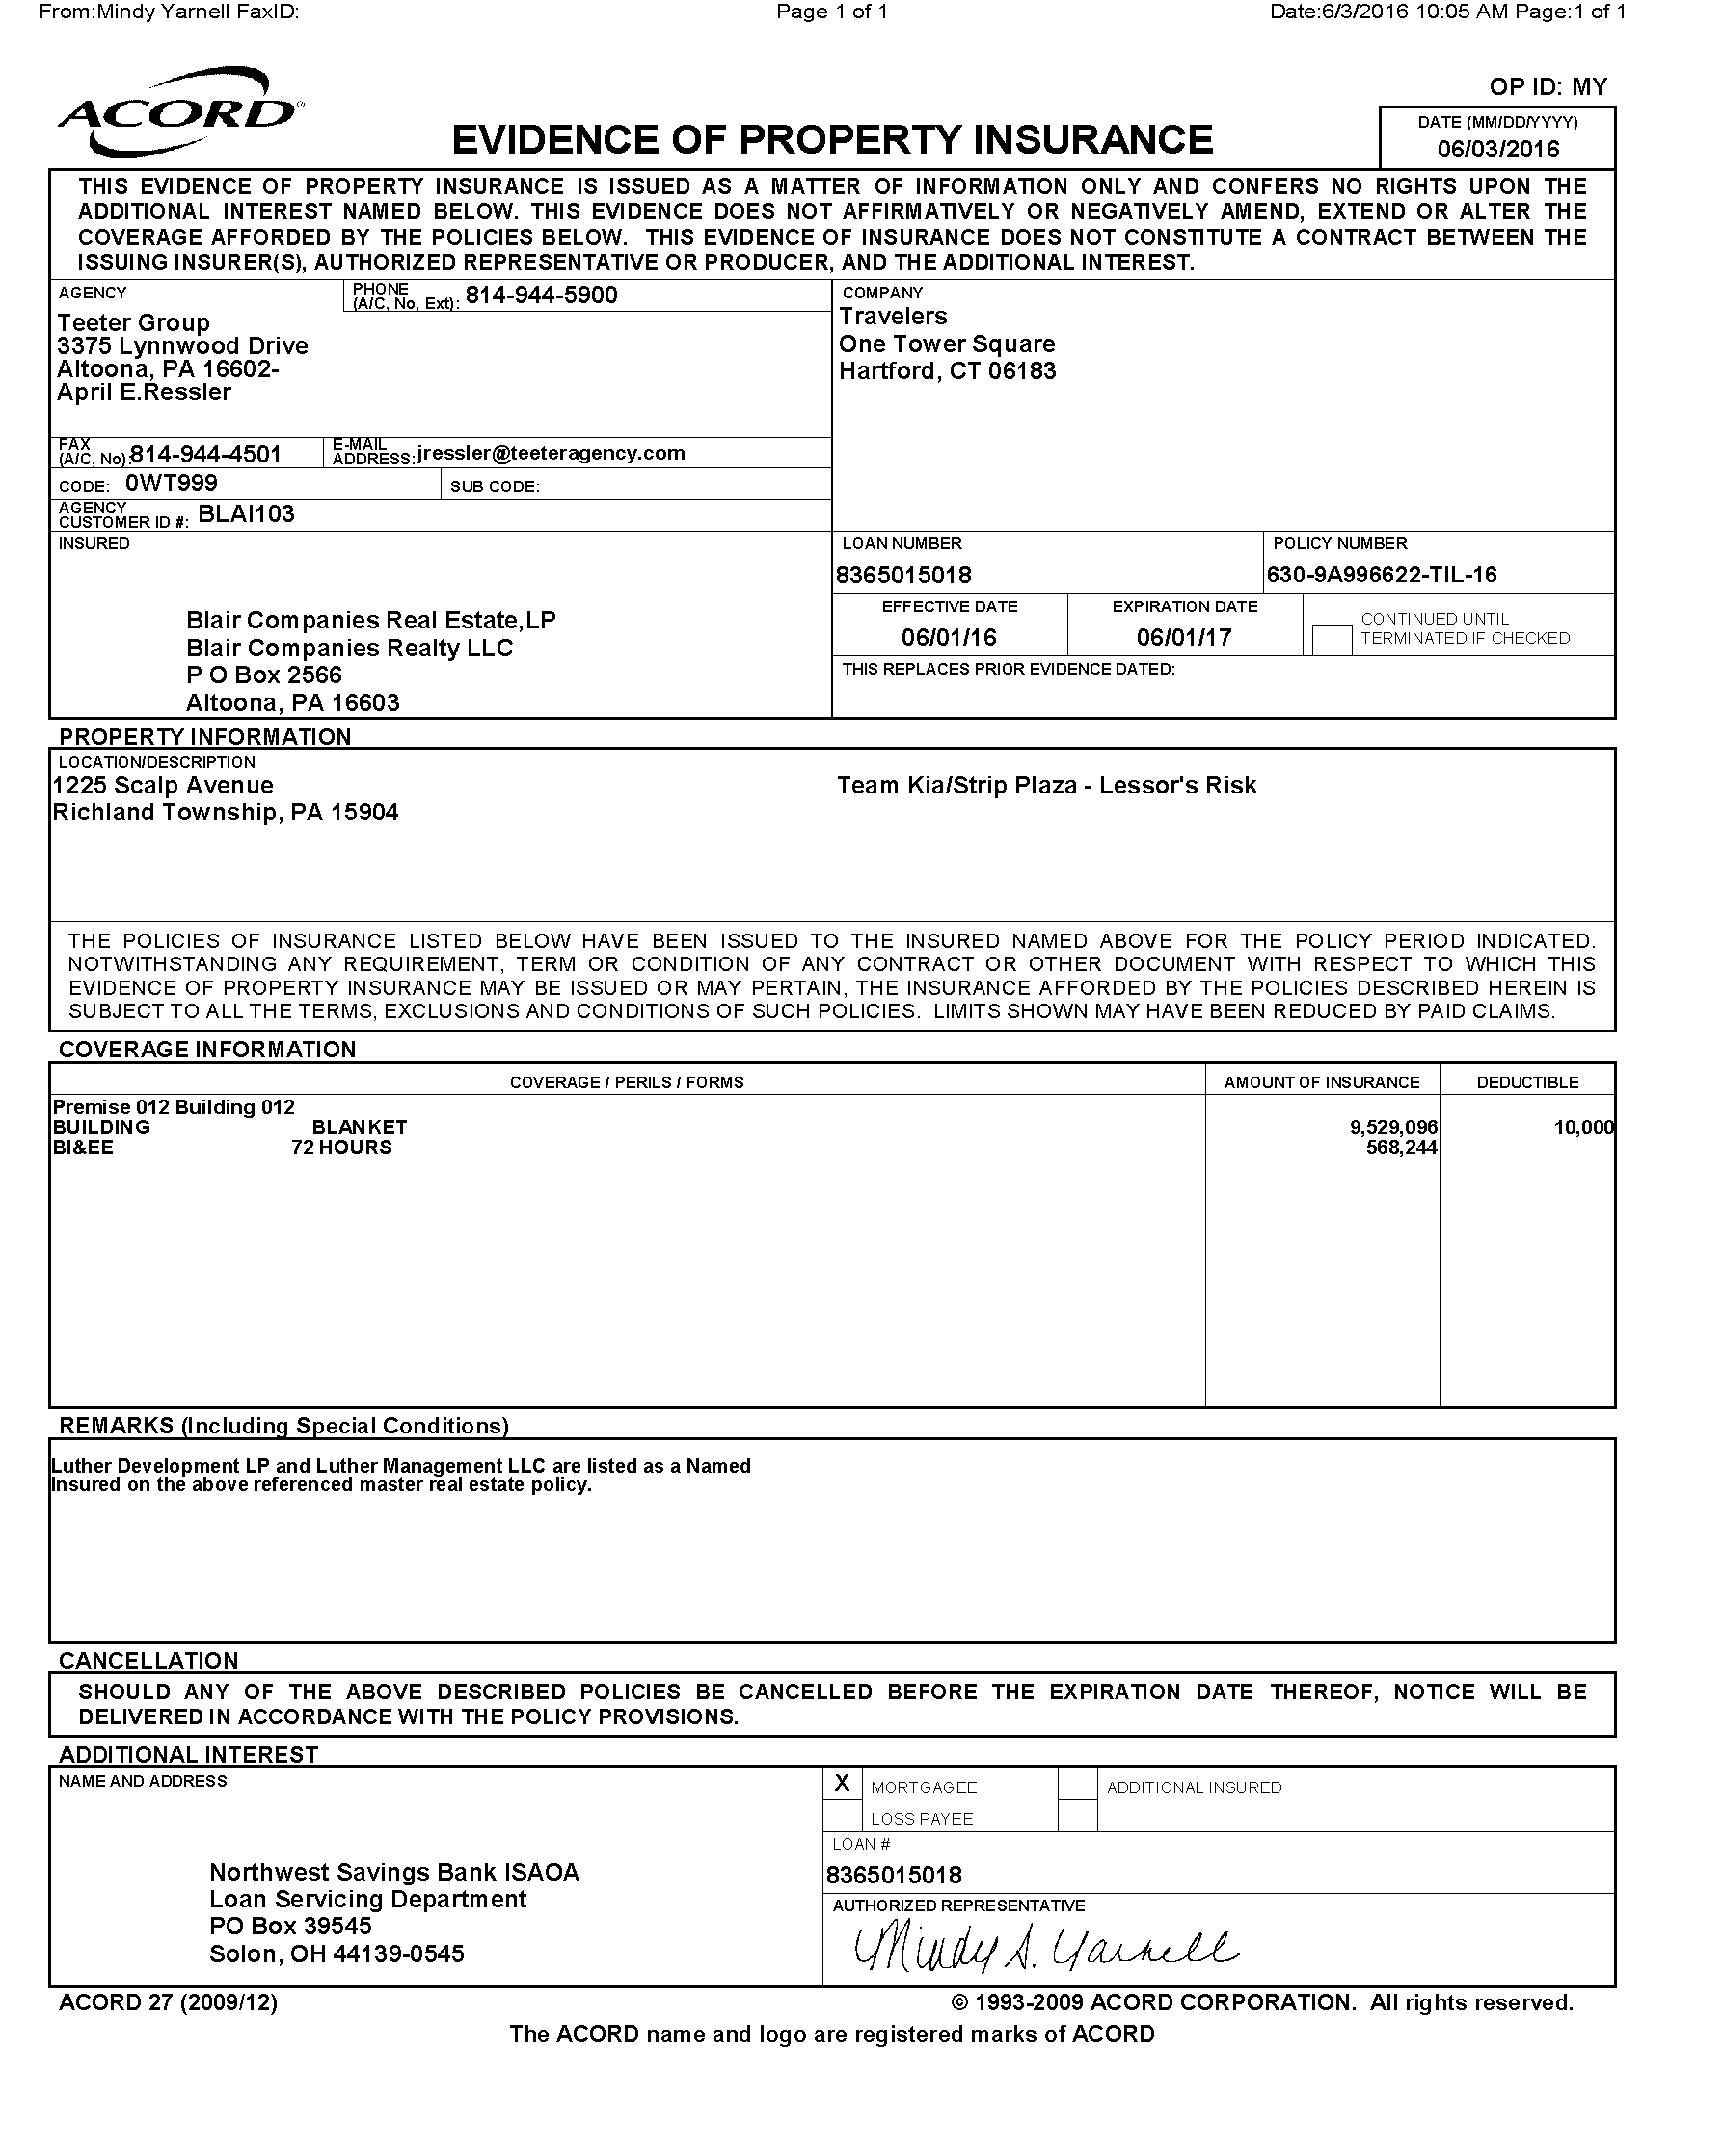 From:Mindy Yarnell FaxID: Page 1 of 1 Date:6/3/2016 10:05 AM Page:1 of 1
ACORD®
OP ID: MY
EVIDENCE OF PROPERTY INSURANCE
DATE (MM/DD/YYYY)
06/03/2016
THIS EVIDENCE OF PROPERTY INSURANCE IS ISSUED AS A MATTER OF INFORMATION ONLY AND CONFERS NO RIGHTS UPON THE
ADDITIONAL INTEREST NAMED BELOW. THIS EVIDENCE DOES NOT AFFIRMATIVELY OR NEGATIVELY AMEND, EXTEND OR ALTER THE
COVERAGE AFFORDED BY THE POLICIES BELOW. THIS EVIDENCE OF INSURANCE DOES NOT CONSTITUTE A CONTRACT BETWEEN THE
ISSUING INSURER(S), AUTHORIZED REPRESENTATIVE OR PRODUCER, AND THE ADDITIONAL INTEREST.
AGENCY
PHONE
(A/C, No, Ext): 814-944-5900
Teeter Group
3375 Lynnwood Drive
Altoona, PA 16602-
April E.Ressler
COMPANY
Travelers
One Tower Square
Hartford, CT 06183
FAX
(A/C, No): 814-944-4501
E-MAIL
ADDRESS: jressler@teeteragency.com
CODE: 0WT999
SUB CODE:
AGENCY
CUSTOMER ID #: BLAI103
INSURED
Blair Companies Real Estate,LP
Blair Companies Realty LLC
P O Box 2566
Altoona, PA 16603
LOAN NUMBER
8365015018
POLICY NUMBER
630-9A996622-TIL-16
EFFECTIVE DATE
06/01/16
EXPIRATION DATE
06/01/17
CONTINUED UNTIL
TERMINATED IF CHECKED
THIS REPLACES PRIOR EVIDENCE DATED:
PROPERTY INFORMATION
LOCATION/DESCRIPTION
1225 Scalp Avenue
Richland Township, PA 15904
Team Kia/Strip Plaza - Lessor's Risk
THE POLICIES OF INSURANCE LISTED BELOW HAVE BEEN ISSUED TO THE INSURED NAMED ABOVE FOR THE POLICY PERIOD INDICATED.
NOTWITHSTANDING ANY REQUIREMENT, TERM OR CONDITION OF ANY CONTRACT OR OTHER DOCUMENT WITH RESPECT TO WHICH THIS
EVIDENCE OF PROPERTY INSURANCE MAY BE ISSUED OR MAY PERTAIN, THE INSURANCE AFFORDED BY THE POLICIES DESCRIBED HEREIN IS
SUBJECT TO ALL THE TERMS, EXCLUSIONS AND CONDITIONS OF SUCH POLICIES. LIMITS SHOWN MAY HAVE BEEN REDUCED BY PAID CLAIMS.
COVERAGE INFORMATION
COVERAGE / PERILS / FORMS AMOUNT OF INSURANCE DEDUCTIBLE
Premise 012 Building 012
BUILDING BLANKET 9,529,096 10,000
BI&EE 72 HOURS 568,244
REMARKS (Including Special Conditions)
Luther Development LP and Luther Management LLC are listed as a Named
Insured on the above referenced master real estate policy.
CANCELLATION
SHOULD ANY OF THE ABOVE DESCRIBED POLICIES BE CANCELLED BEFORE THE EXPIRATION DATE THEREOF, NOTICE WILL BE
DELIVERED IN ACCORDANCE WITH THE POLICY PROVISIONS.
ADDITIONAL INTEREST
NAME AND ADDRESS
Northwest Savings Bank ISAOA
Loan Servicing Department
PO Box 39545
Solon, OH 44139-0545
X MORTGAGEE ADDITIONAL INSURED
LOSS PAYEE
LOAN #
8365015018
AUTHORIZED REPRESENTATIVE
Mindy S. Yarnell
ACORD 27 (2009/12) © 1993-2009 ACORD CORPORATION. All rights reserved.
The ACORD name and logo are registered marks of ACORD